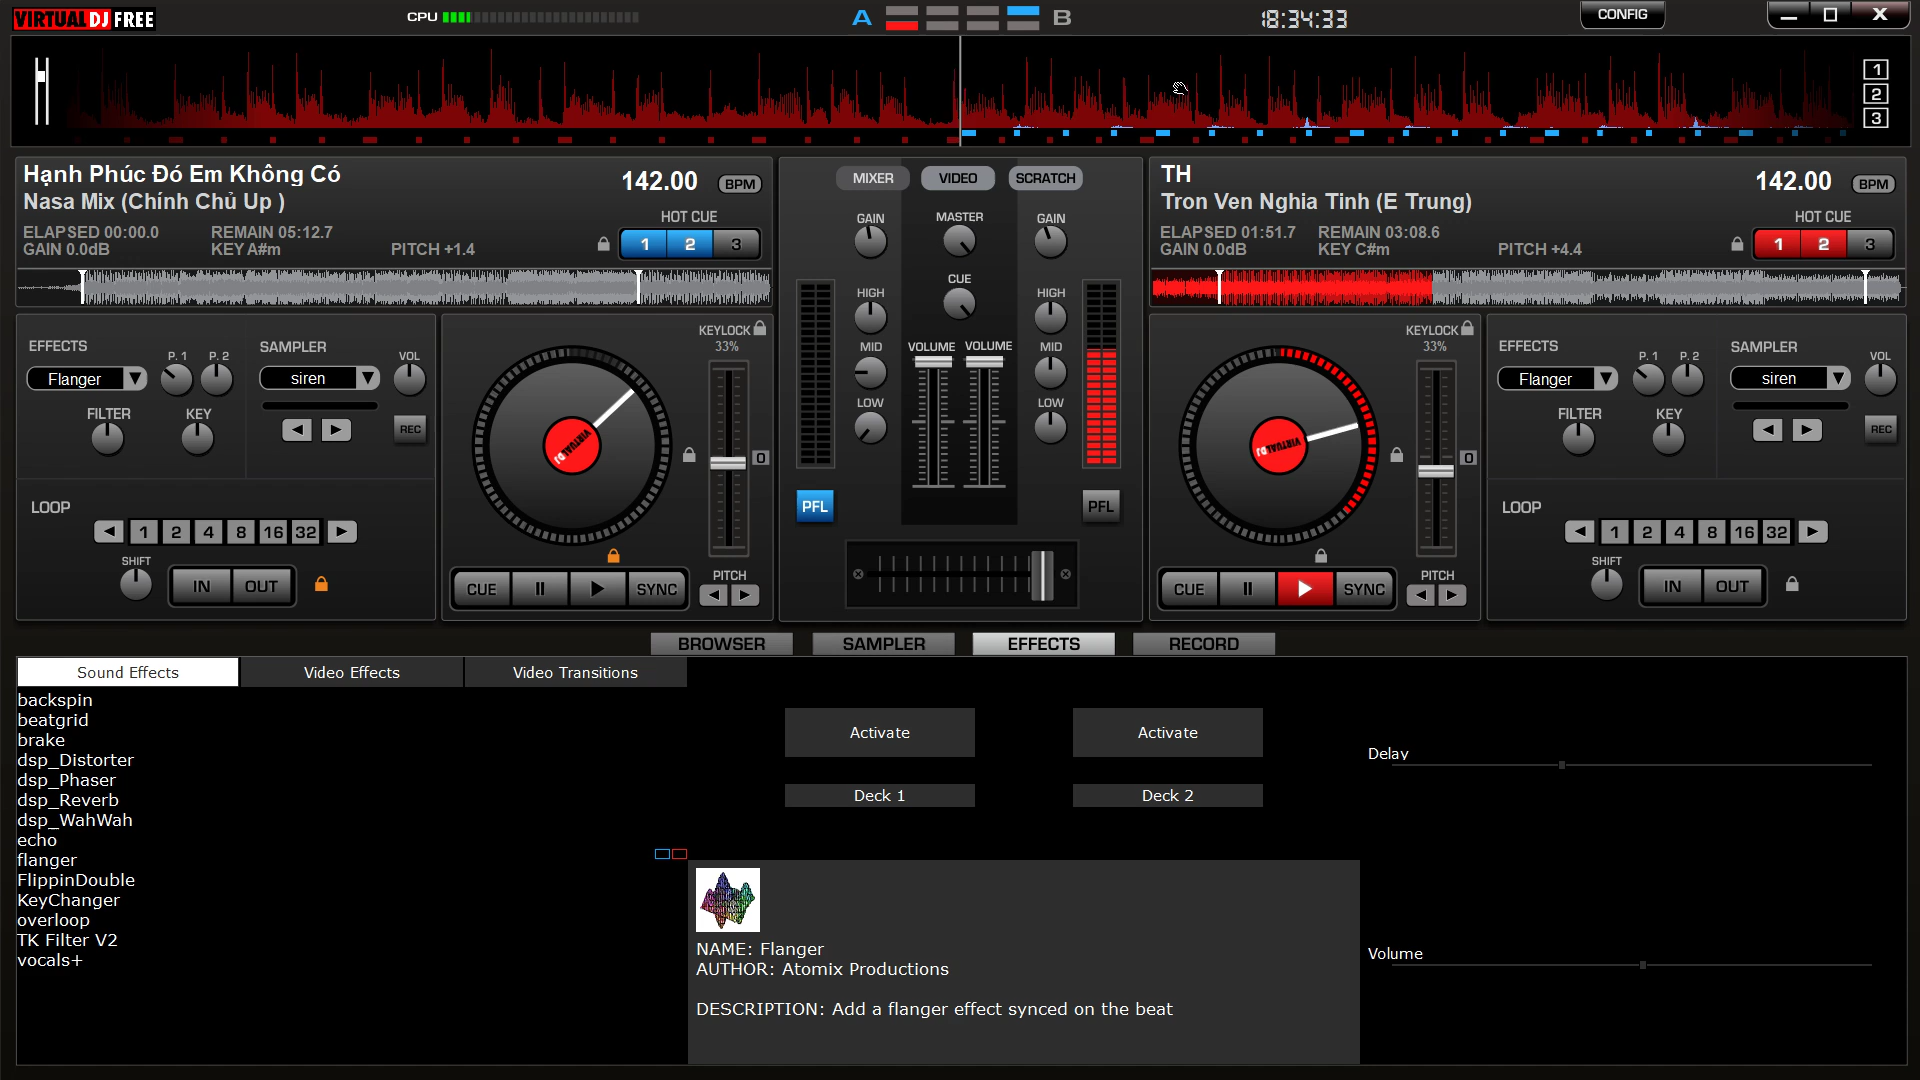 VIRTUAL DJ FREE
CPU
A
B
18:34:33
CONFIG
X
1
2
3
Hạnh Phúc Đó Em Không Có
142.00 BPM
Nasa Mix (Chính Chủ Up )
HOT CUE
ELAPSED 00:00.0 REMAIN 05:12.7
GAIN 0.0dB KEY A#m PITCH +1.4
1 2 3
MIXER VIDEO SCRATCH
GAIN MASTER GAIN
CUE
HIGH HIGH
MID MID
VOLUME VOLUME
LOW LOW
PFL PFL
TH
142.00 BPM
Tron Ven Nghia Tinh (E Trung)
HOT CUE
ELAPSED 01:51.7 REMAIN 03:08.6
GAIN 0.0dB KEY C#m PITCH +4.4
1 2 3
EFFECTS
P. 1 P. 2
Flanger
FILTER KEY
SAMPLER
VOL
siren
REC
LOOP
1 2 4 8 16 32
SHIFT
IN OUT
KEYLOCK
33%
VIRTUAL DJ
0
CUE SYNC
PITCH
KEYLOCK
33%
VIRTUAL DJ
0
CUE SYNC
PITCH
EFFECTS
P. 1 P. 2
Flanger
FILTER KEY
SAMPLER
VOL
siren
REC
LOOP
1 2 4 8 16 32
SHIFT
IN OUT
BROWSER SAMPLER EFFECTS RECORD
Sound Effects Video Effects Video Transitions
backspin
beatgrid
brake
dsp_Distorter
dsp_Phaser
dsp_Reverb
dsp_WahWah
echo
flanger
FlippinDouble
KeyChanger
overloop
TK Filter V2
vocals+
Activate Activate
Deck 1 Deck 2
Delay
Volume
NAME: Flanger
AUTHOR: Atomix Productions
DESCRIPTION: Add a flanger effect synced on the beat